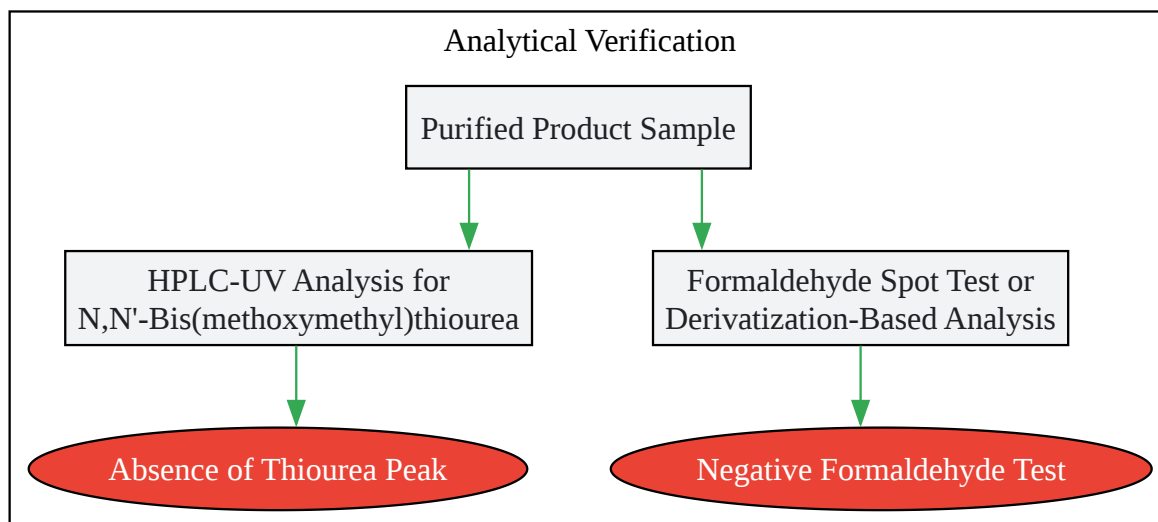 Analytical Verification
Purified Product Sample
HPLC-UV Analysis for
N,N'-Bis(methoxymethyl)thiourea
Formaldehyde Spot Test or
Derivatization-Based Analysis
Absence of Thiourea Peak
Negative Formaldehyde Test